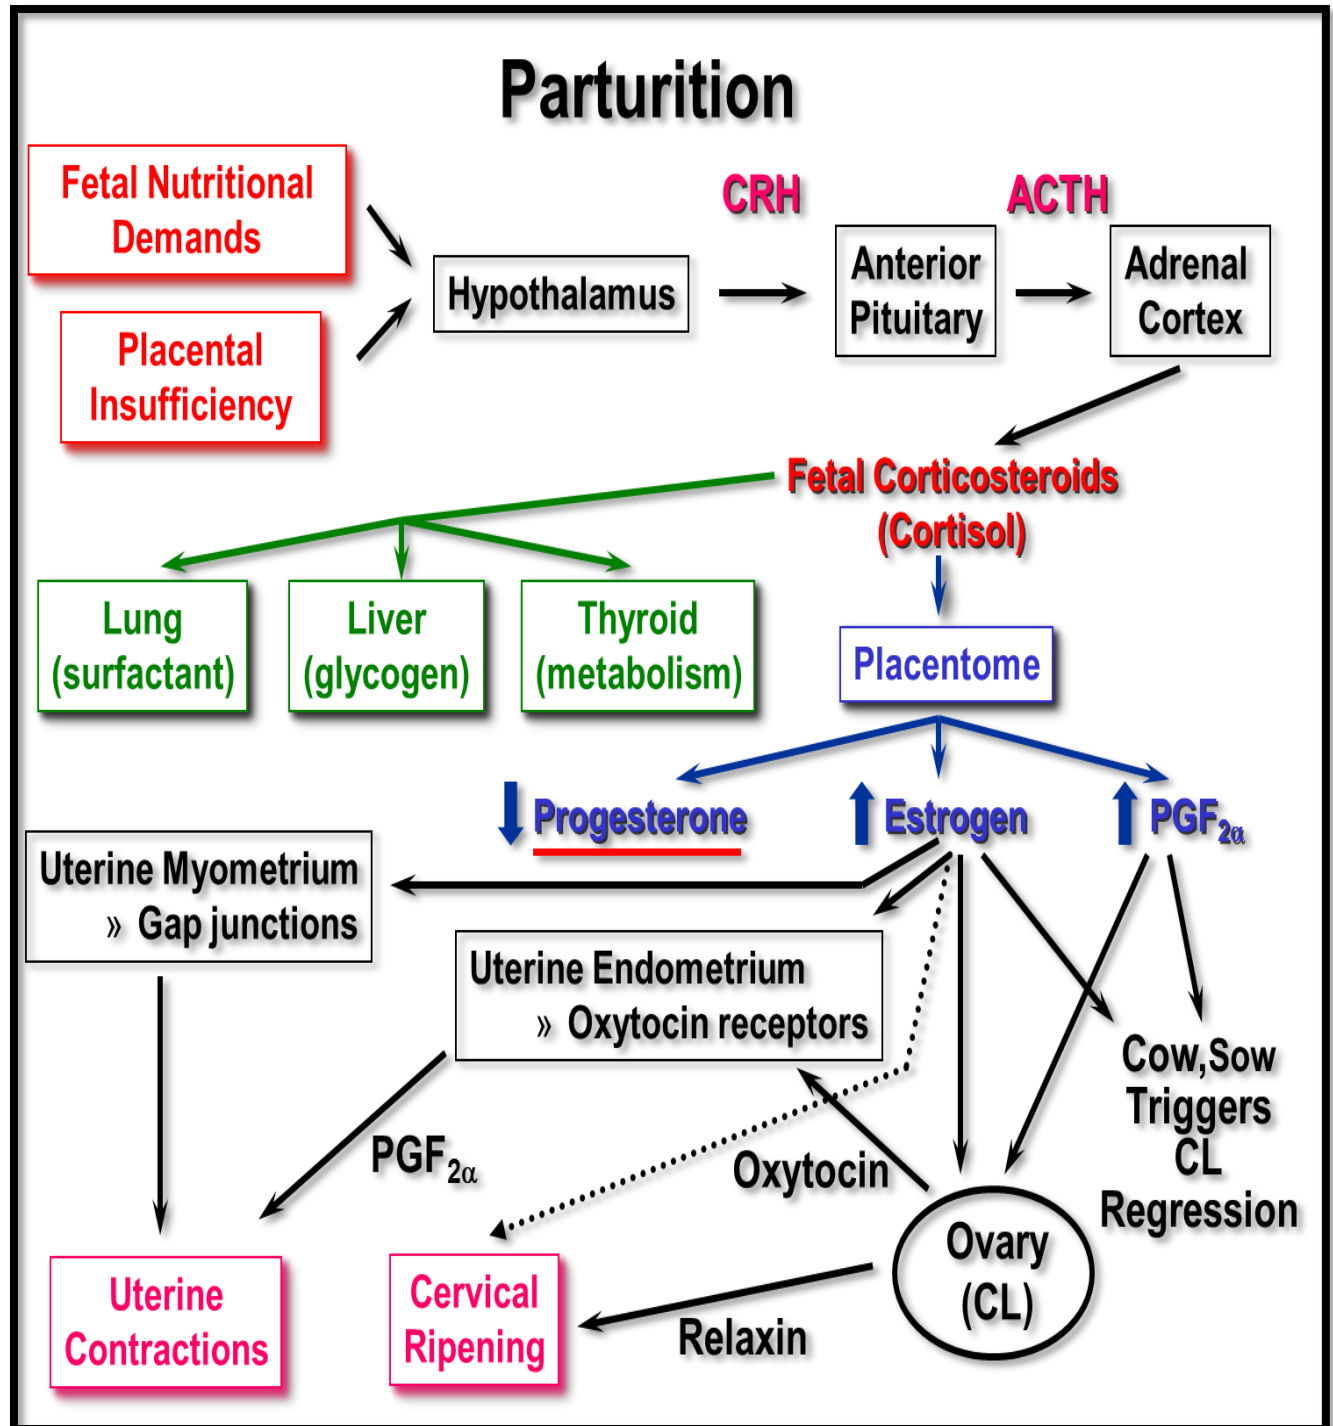 Parturition
Fetal Nutritional
Demands
CRH
ACTH
Hypothalamus
Anterior
Pituitary
Adrenal
Cortex
Placental
Insufficiency
Fetal Corticosteroids
(Cortisol)
Lung
(surfactant)
Liver
(glycogen)
Thyroid
(metabolism)
Placentome
Progesterone
Estrogen
PGF2α
Uterine Myometrium
» Gap junctions
Uterine Endometrium
» Oxytocin receptors
Cow,Sow
Triggers
CL
Regression
PGF2α
Oxytocin
Ovary
(CL)
Uterine
Contractions
Cervical
Ripening
Relaxin